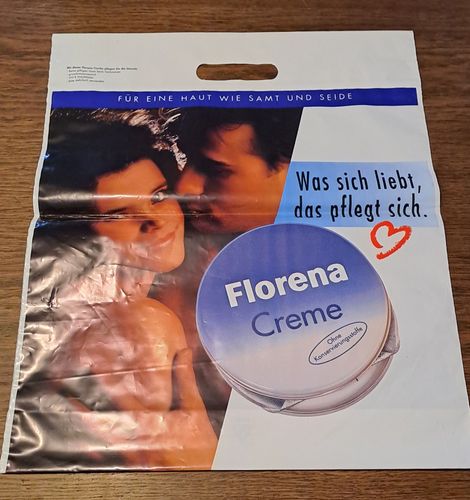 FÜR EINE HAUT WIE SAMT UND SEIDE
Was sich liebt,
das pflegt sich.
Florena
Creme
Ohne
Konservierungsstoffe